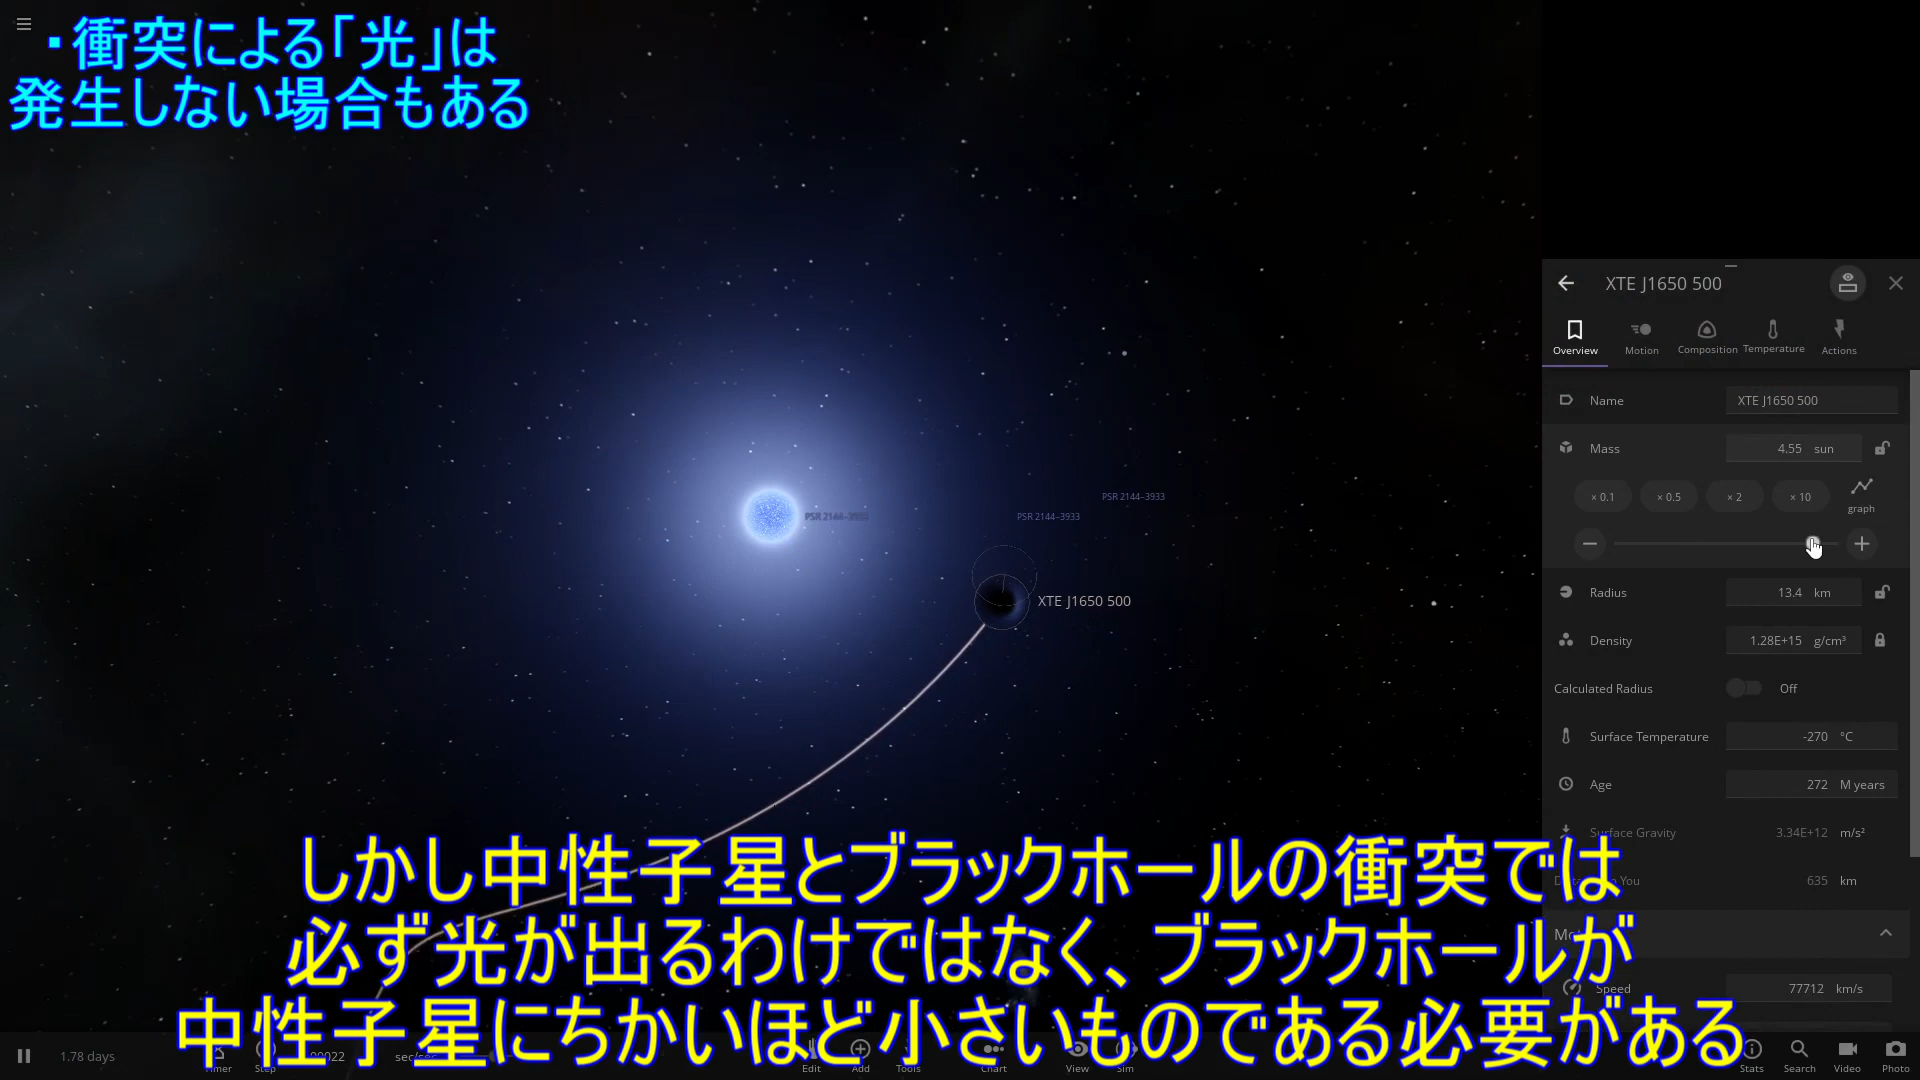 ・衝突による「光」は
発生しない場合もある
XTE J1650 500
Overview
Motion
Composition
Temperature
Actions
Name XTE J1650 500
Mass 4.55 sun
× 0.1 × 0.5 × 2 × 10 graph
PSR 2144-3933
PSR 2144-3933
PSR 2144-3933
XTE J1650 500
Radius 13.4 km
Density 1.28E+15 g/cm³
Calculated Radius Off
Surface Temperature -270 °C
Age 272 M years
Surface Gravity 3.34E+12 m/s²
635 km
Speed 77712 km/s
しかし中性子星とブラックホールの衝突では
必ず光が出るわけではなく、ブラックホールが
中性子星にちかいほど小さいものである必要がある
1.78 days
Step
Edit
Add
Tools
Chart
View
Sim
Stats
Search
Video
Photo